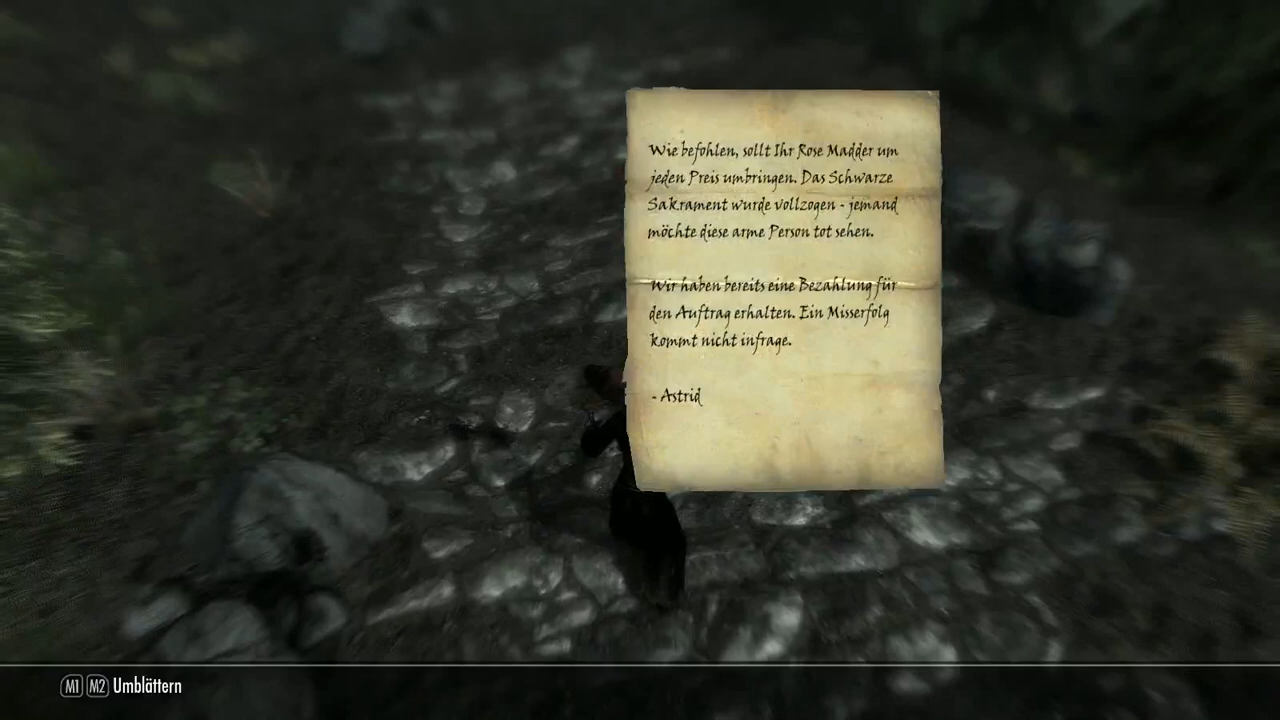 Wie befohlen, sollt Ihr Rose Madder um
jeden Preis umbringen. Das Schwarze
Sakrament wurde vollzogen - jemand
möchte diese arme Person tot sehen.
Wir haben bereits eine Bezahlung für
den Auftrag erhalten. Ein Misserfolg
kommt nicht infrage.
- Astrid
M1 M2 Umblättern